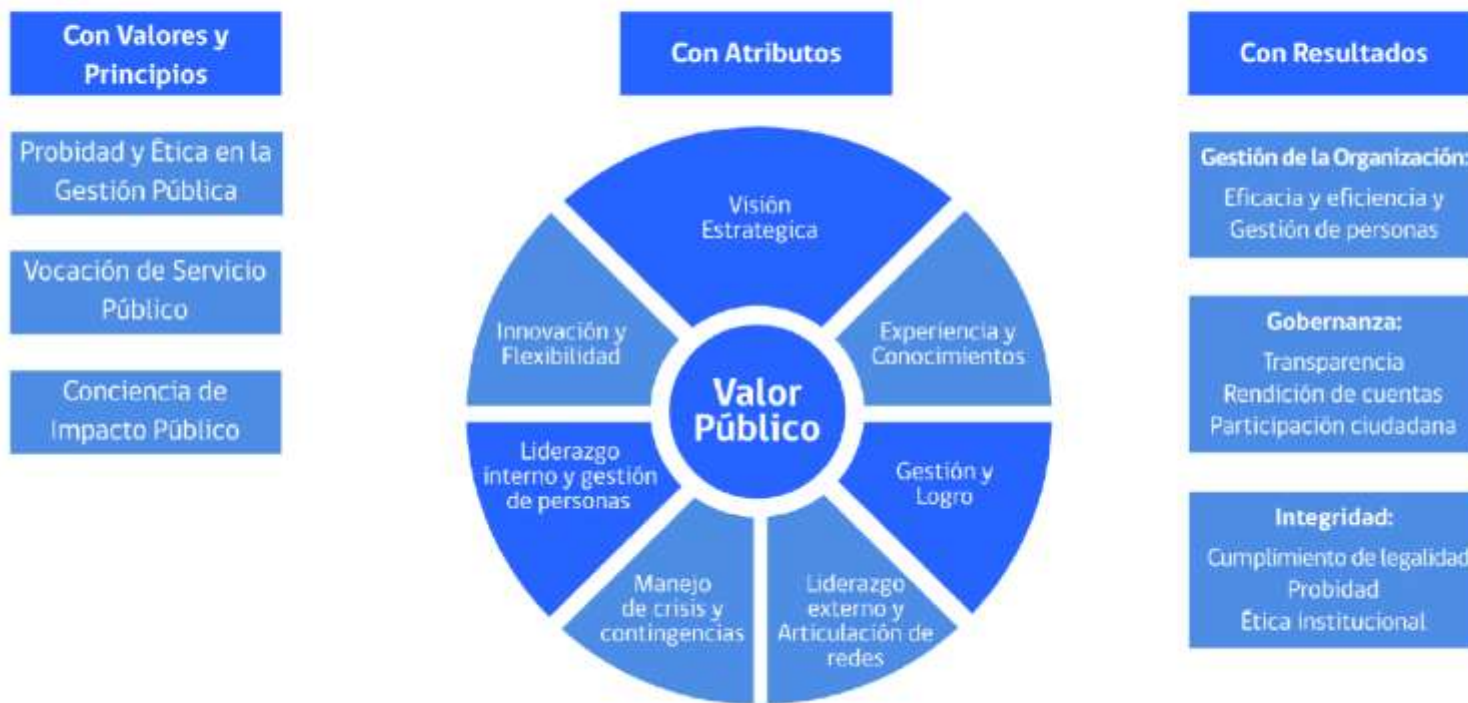 Con Valores y
Principios
Probidad y Ética en la
Gestión Pública
Vocación de Servicio
Público
Conciencia de
Impacto Público
Con Atributos
Visión
Estrategica
Experiencia y
Conocimientos
Gestión y
Logro
Liderazgo
externo y
Articulación de
redes
Manejo
de crisis y
contingencias
Liderazgo
interno y gestión
de personas
Innovación y
Flexibilidad
Valor
Público
Con Resultados
Gestión de la Organización:
Eficacia y eficiencia y
Gestión de personas
Gobernanza:
Transparencia
Rendición de cuentas
Participación ciudadana
Integridad:
Cumplimiento de legalidad
Probidad
Ética institucional